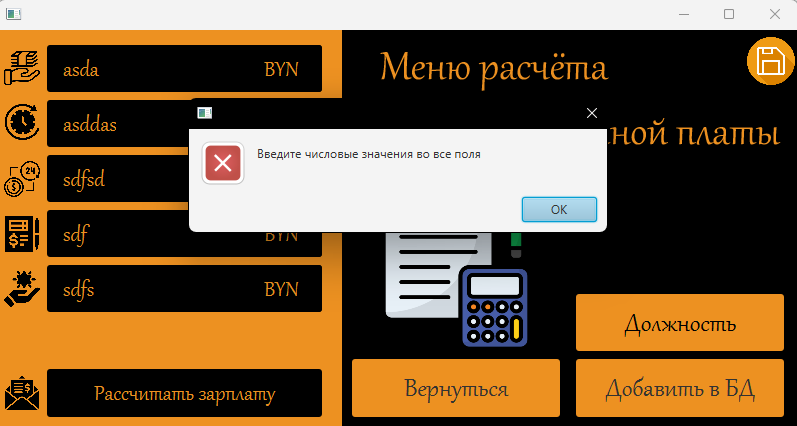 asda BYN
asddas
sdfsd
sdf BYN
sdfs BYN
Рассчитать зарплату
Меню расчёта
ной платы
Введите числовые значения во все поля
OK
24
Должность
Вернуться
Добавить в БД